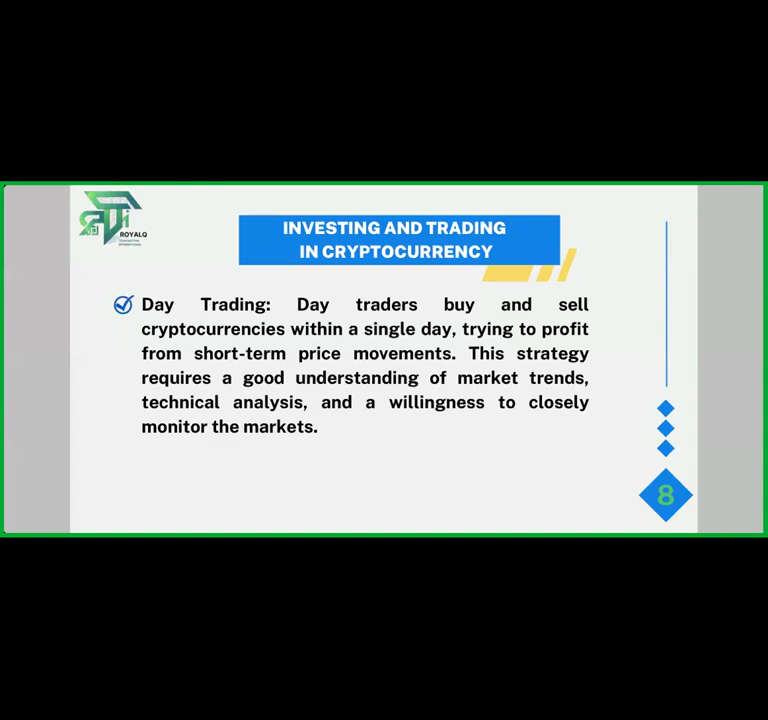 ROYALQ
INVESTING AND TRADING
IN CRYPTOCURRENCY
Day Trading: Day traders buy and sell
cryptocurrencies within a single day, trying to profit
from short-term price movements. This strategy
requires a good understanding of market trends,
technical analysis, and a willingness to closely
monitor the markets.
8